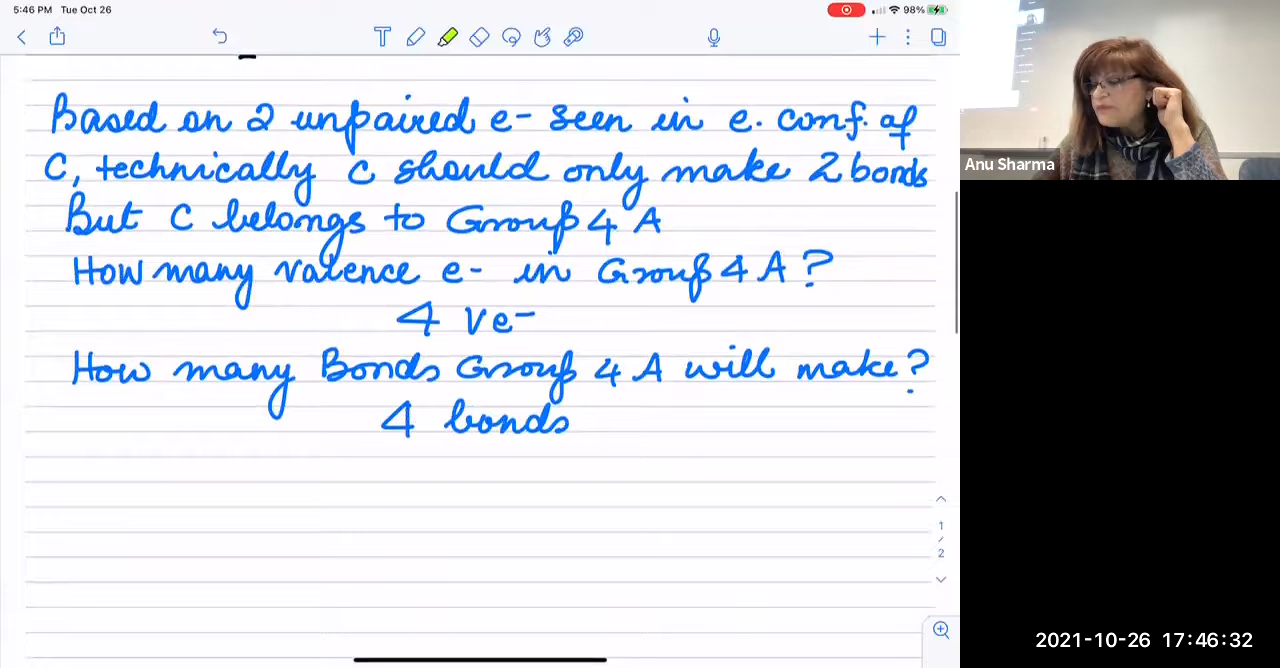 5:46 PM Tue Oct 26
98%
Based on 2 unpaired e- seen in e. conf. of
C, technically C should only make 2 bonds
But C belongs to Group 4 A
How many valence e- in Group 4 A?
4 ve-
How many Bonds Group 4 A will make?
4 bonds
1
2
Anu Sharma
2021-10-26 17:46:32